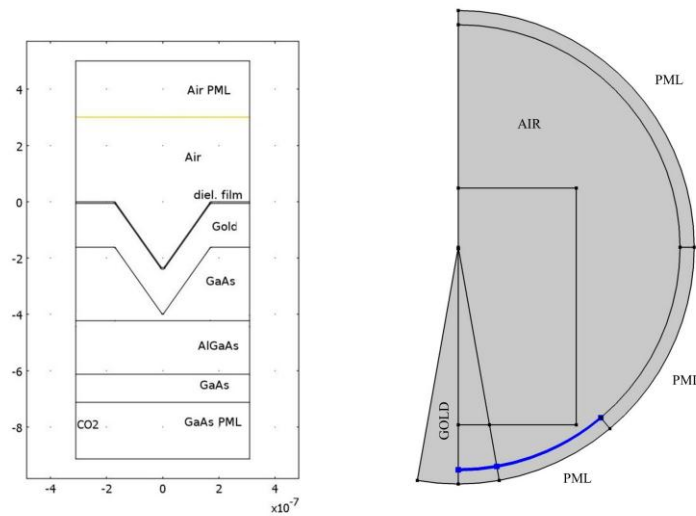 Air PML
Air
diel. film
Gold
GaAs
AlGaAs
GaAs
CO2
GaAs PML
4
2
0
-2
-4
-6
-8
-4
-2
0
2
4
x10⁻⁷
PML
AIR
PML
GOLD
PML